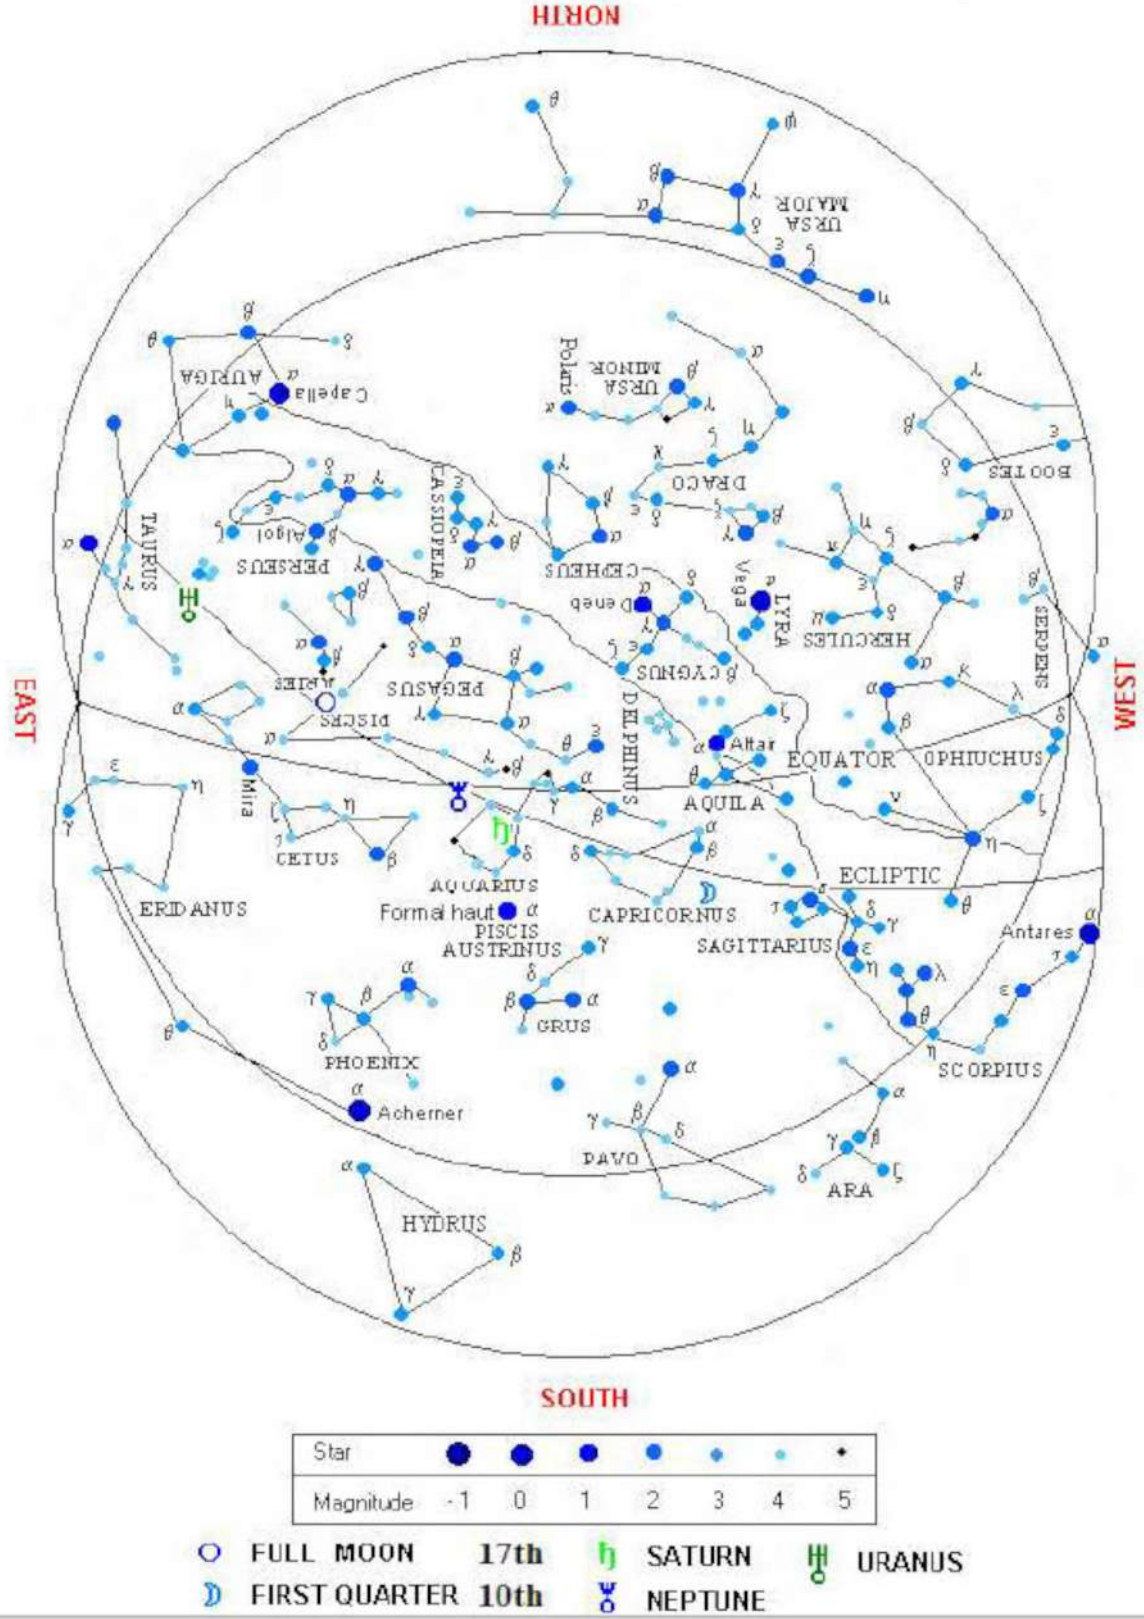 NORTH
θ
ψ
β
γ
URSA MAJOR
α
δ
ε
ζ
η
β
θ
δ
AURIGA
α
Capella
η
Polaris
URSA MINOR
β
α
γ
α
γ
β
ε
δ
BOOTES
η
ζ
κ
DRACO
δ
α
γ
ε
CASSIOPEIA
ε
γ
δ
β
α
γ
β
α
CEPHEUS
ζ
Algol
β
PERSEUS
TAURUS
α
γ
ξ
β
γ
η
ζ
π
α
β
δ
μ
HERCULES
α
Vega
α
LYRA
Deneb
α
γ
δ
ε
ζ
β
CYGNUS
β
SERPENS
α
γ
β
δ
α
β
PEGASUS
γ
α
α
β
ARIES
PISCES
α
EAST
WEST
α
κ
λ
β
δ
OPHIUCHUS
EQUATOR
ν
ζ
η
θ
DELPHINUS
ζ
α
Altair
θ
AQUILA
θ
ε
γ
β
α
γ
β
α
Mira
ε
η
γ
ERIDANUS
ζ
η
ι
β
CETUS
δ
AQUARIUS
δ
α
β
CAPRICORNUS
ECLIPTIC
Formal haut
α
PISCIS
AUSTRINUS
σ
τ
δ
γ
ε
η
SAGITTARIUS
λ
θ
η
SCORPIUS
Antares
α
τ
ε
γ
δ
β
α
GRUS
α
γ
β
δ
PHOENIX
θ
α
Acherner
α
γ
β
δ
PAVO
α
γ
β
δ
ζ
ARA
α
HYDRUS
β
γ
SOUTH
Star
Magnitude -1 0 1 2 3 4 5
FULL MOON 17th SATURN URANUS
FIRST QUARTER 10th NEPTUNE